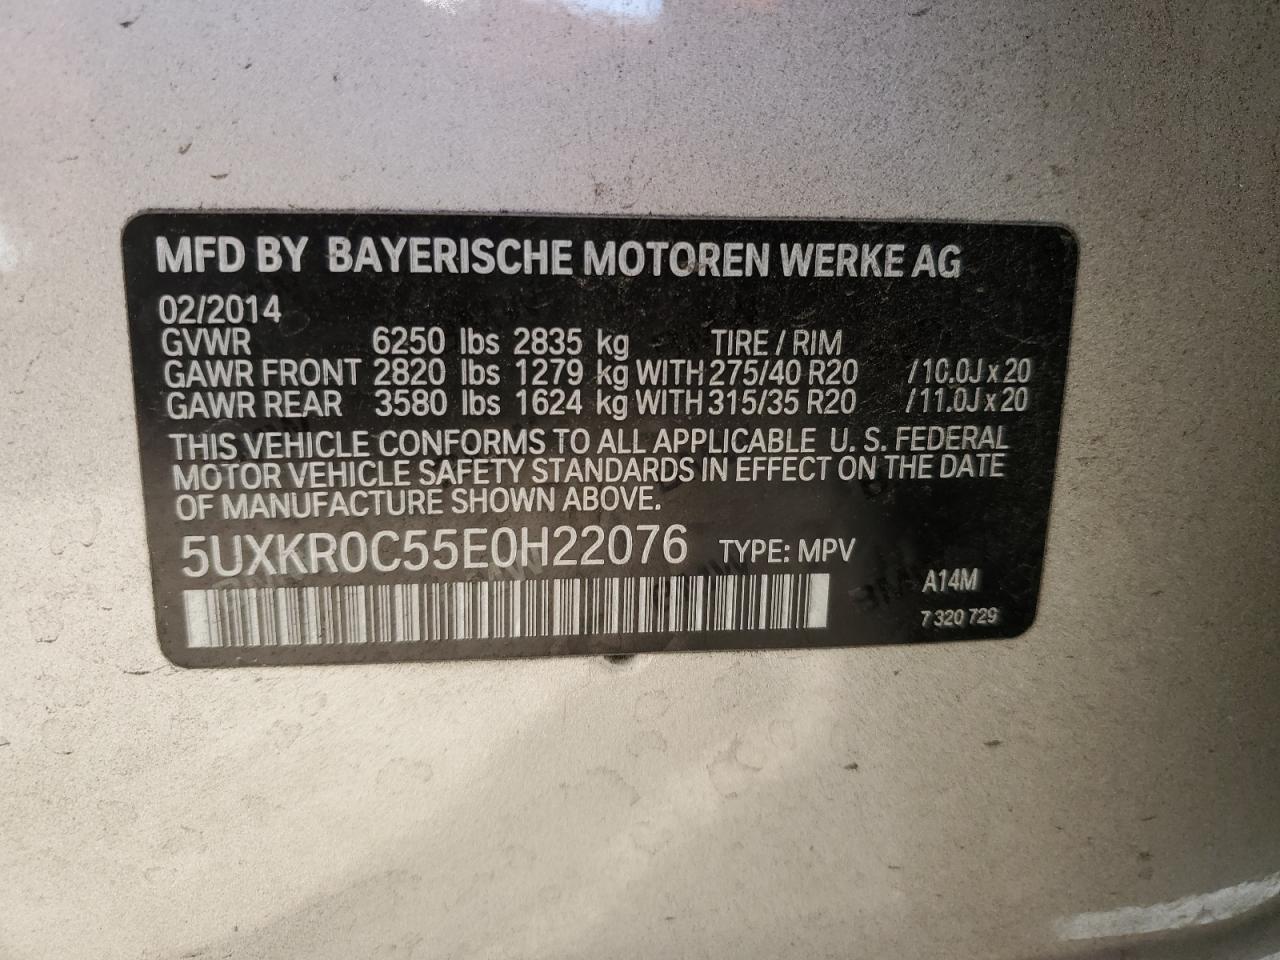 MFD BY BAYERISCHE MOTOREN WERKE AG
02/2014
GVWR 6250 lbs 2835 kg TIRE / RIM
GAWR FRONT 2820 lbs 1279 kg WITH 275/40 R20 /10.0J x 20
GAWR REAR 3580 lbs 1624 kg WITH 315/35 R20 /11.0J x 20
THIS VEHICLE CONFORMS TO ALL APPLICABLE U. S. FEDERAL
MOTOR VEHICLE SAFETY STANDARDS IN EFFECT ON THE DATE
OF MANUFACTURE SHOWN ABOVE.
5UXKR0C55E0H22076 TYPE: MPV
A14M
7 320 729